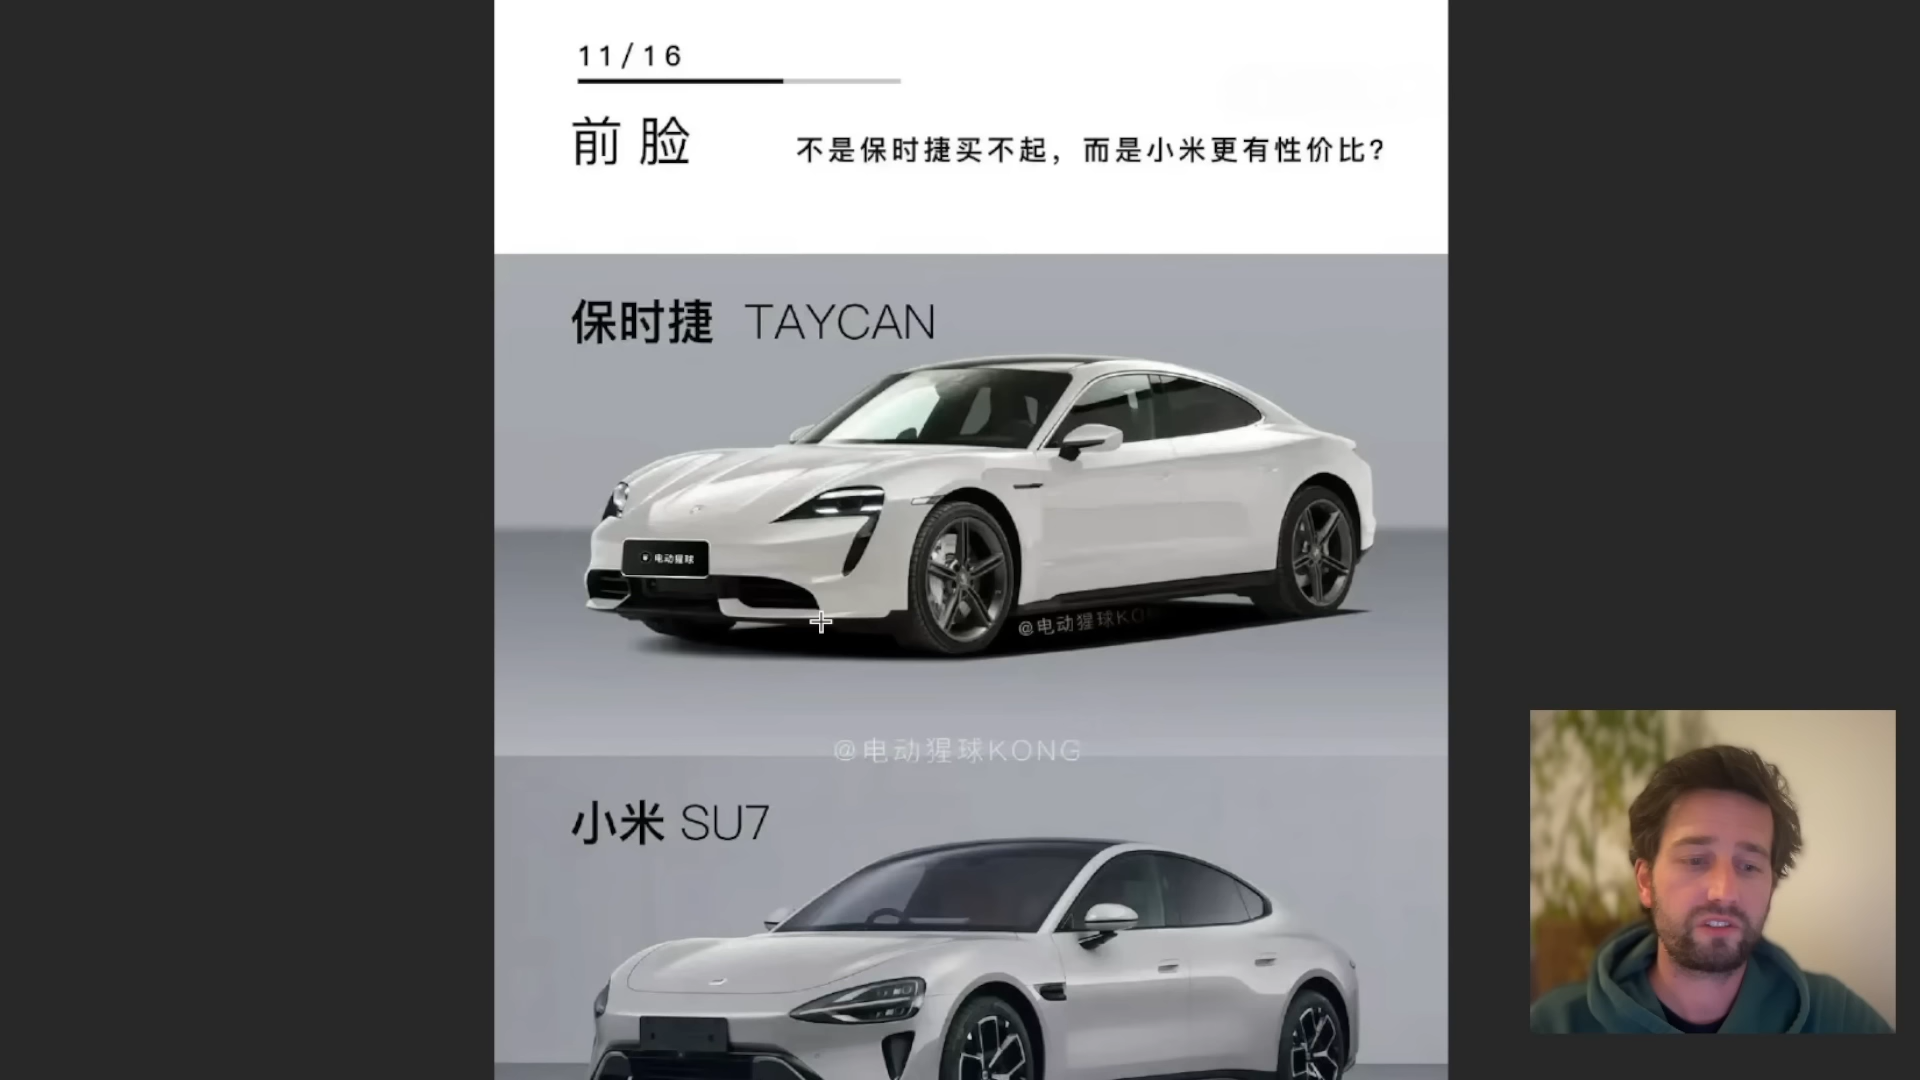 11/16
前脸
不是保时捷买不起，而是小米更有性价比?
保时捷 TAYCAN
电动猩球
@电动猩球KO
@电动猩球KONG
小米 SU7